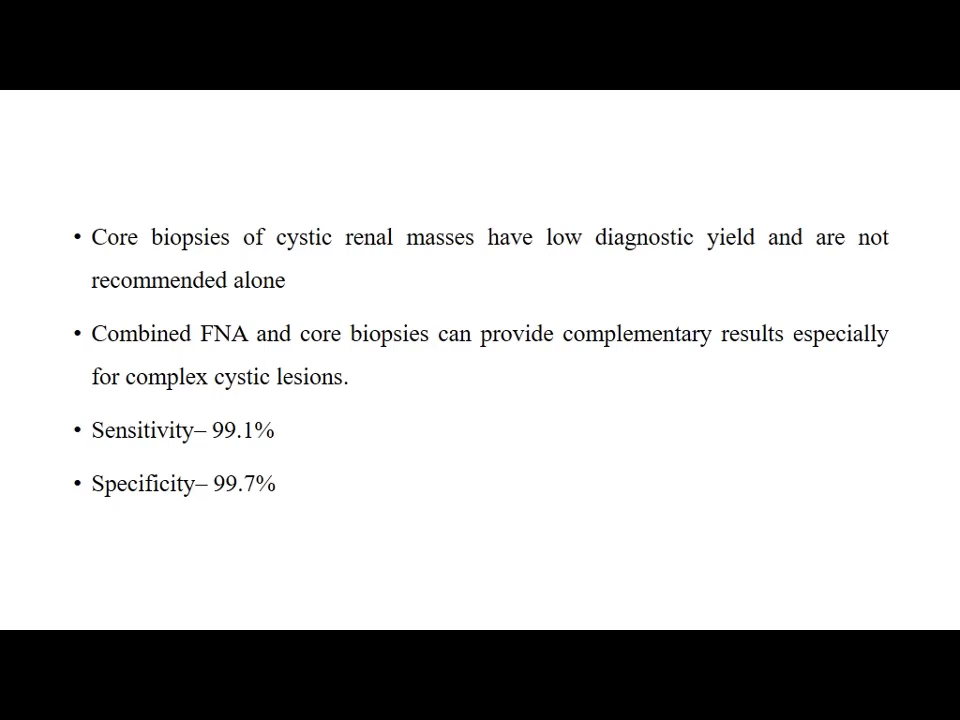 • Core biopsies of cystic renal masses have low diagnostic yield and are not
recommended alone
• Combined FNA and core biopsies can provide complementary results especially
for complex cystic lesions.
• Sensitivity– 99.1%
• Specificity– 99.7%